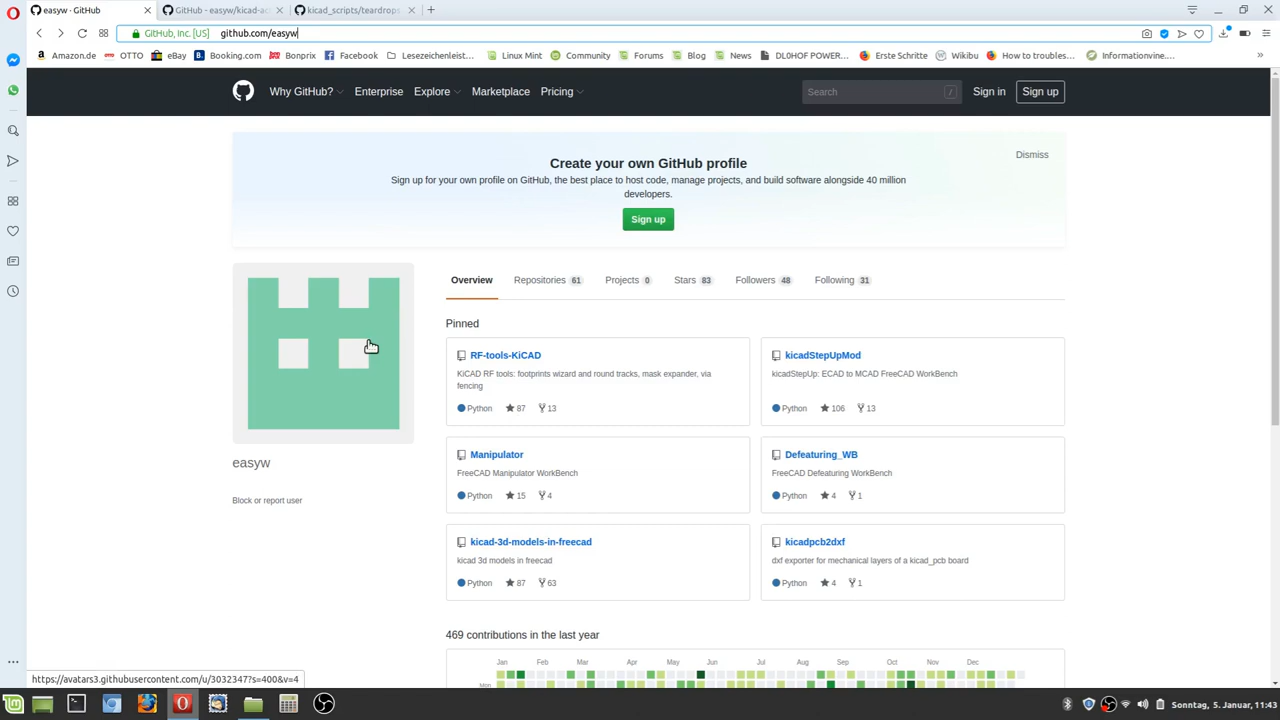 easyw · GitHub
GitHub - easyw/kicad-ac
kicad_scripts/teardrops
GitHub, Inc. [US] github.com/easyw
Amazon.de OTTO eBay Booking.com Bonprix Facebook Lesezeichenleist... Linux Mint Community Forums Blog News DL0HOF POWER... Erste Schritte Wikibu How to troubles... Informationvine.... »
Why GitHub? Enterprise Explore Marketplace Pricing Search / Sign in Sign up
Create your own GitHub profile
Dismiss
Sign up for your own profile on GitHub, the best place to host code, manage projects, and build software alongside 40 million
developers.
Sign up
Overview Repositories 61 Projects 0 Stars 83 Followers 48 Following 31
Pinned
RF-tools-KiCAD
KiCAD RF tools: footprints wizard and round tracks, mask expander, via
fencing
Python 87 13
kicadStepUpMod
kicadStepUp: ECAD to MCAD FreeCAD WorkBench
Python 106 13
Manipulator
FreeCAD Manipulator WorkBench
Python 15 4
Defeaturing_WB
FreeCAD Defeaturing WorkBench
Python 4 1
easyw
Block or report user
kicad-3d-models-in-freecad
kicad 3d models in freecad
Python 87 63
kicadpcb2dxf
dxf exporter for mechanical layers of a kicad_pcb board
Python 4 1
469 contributions in the last year
Jan Feb Mar Apr May Jun Jul Aug Sep Oct Nov Dec
Mon
https://avatars3.githubusercontent.com/u/3032347?s=400&v=4
Sonntag, 5. Januar, 11:43